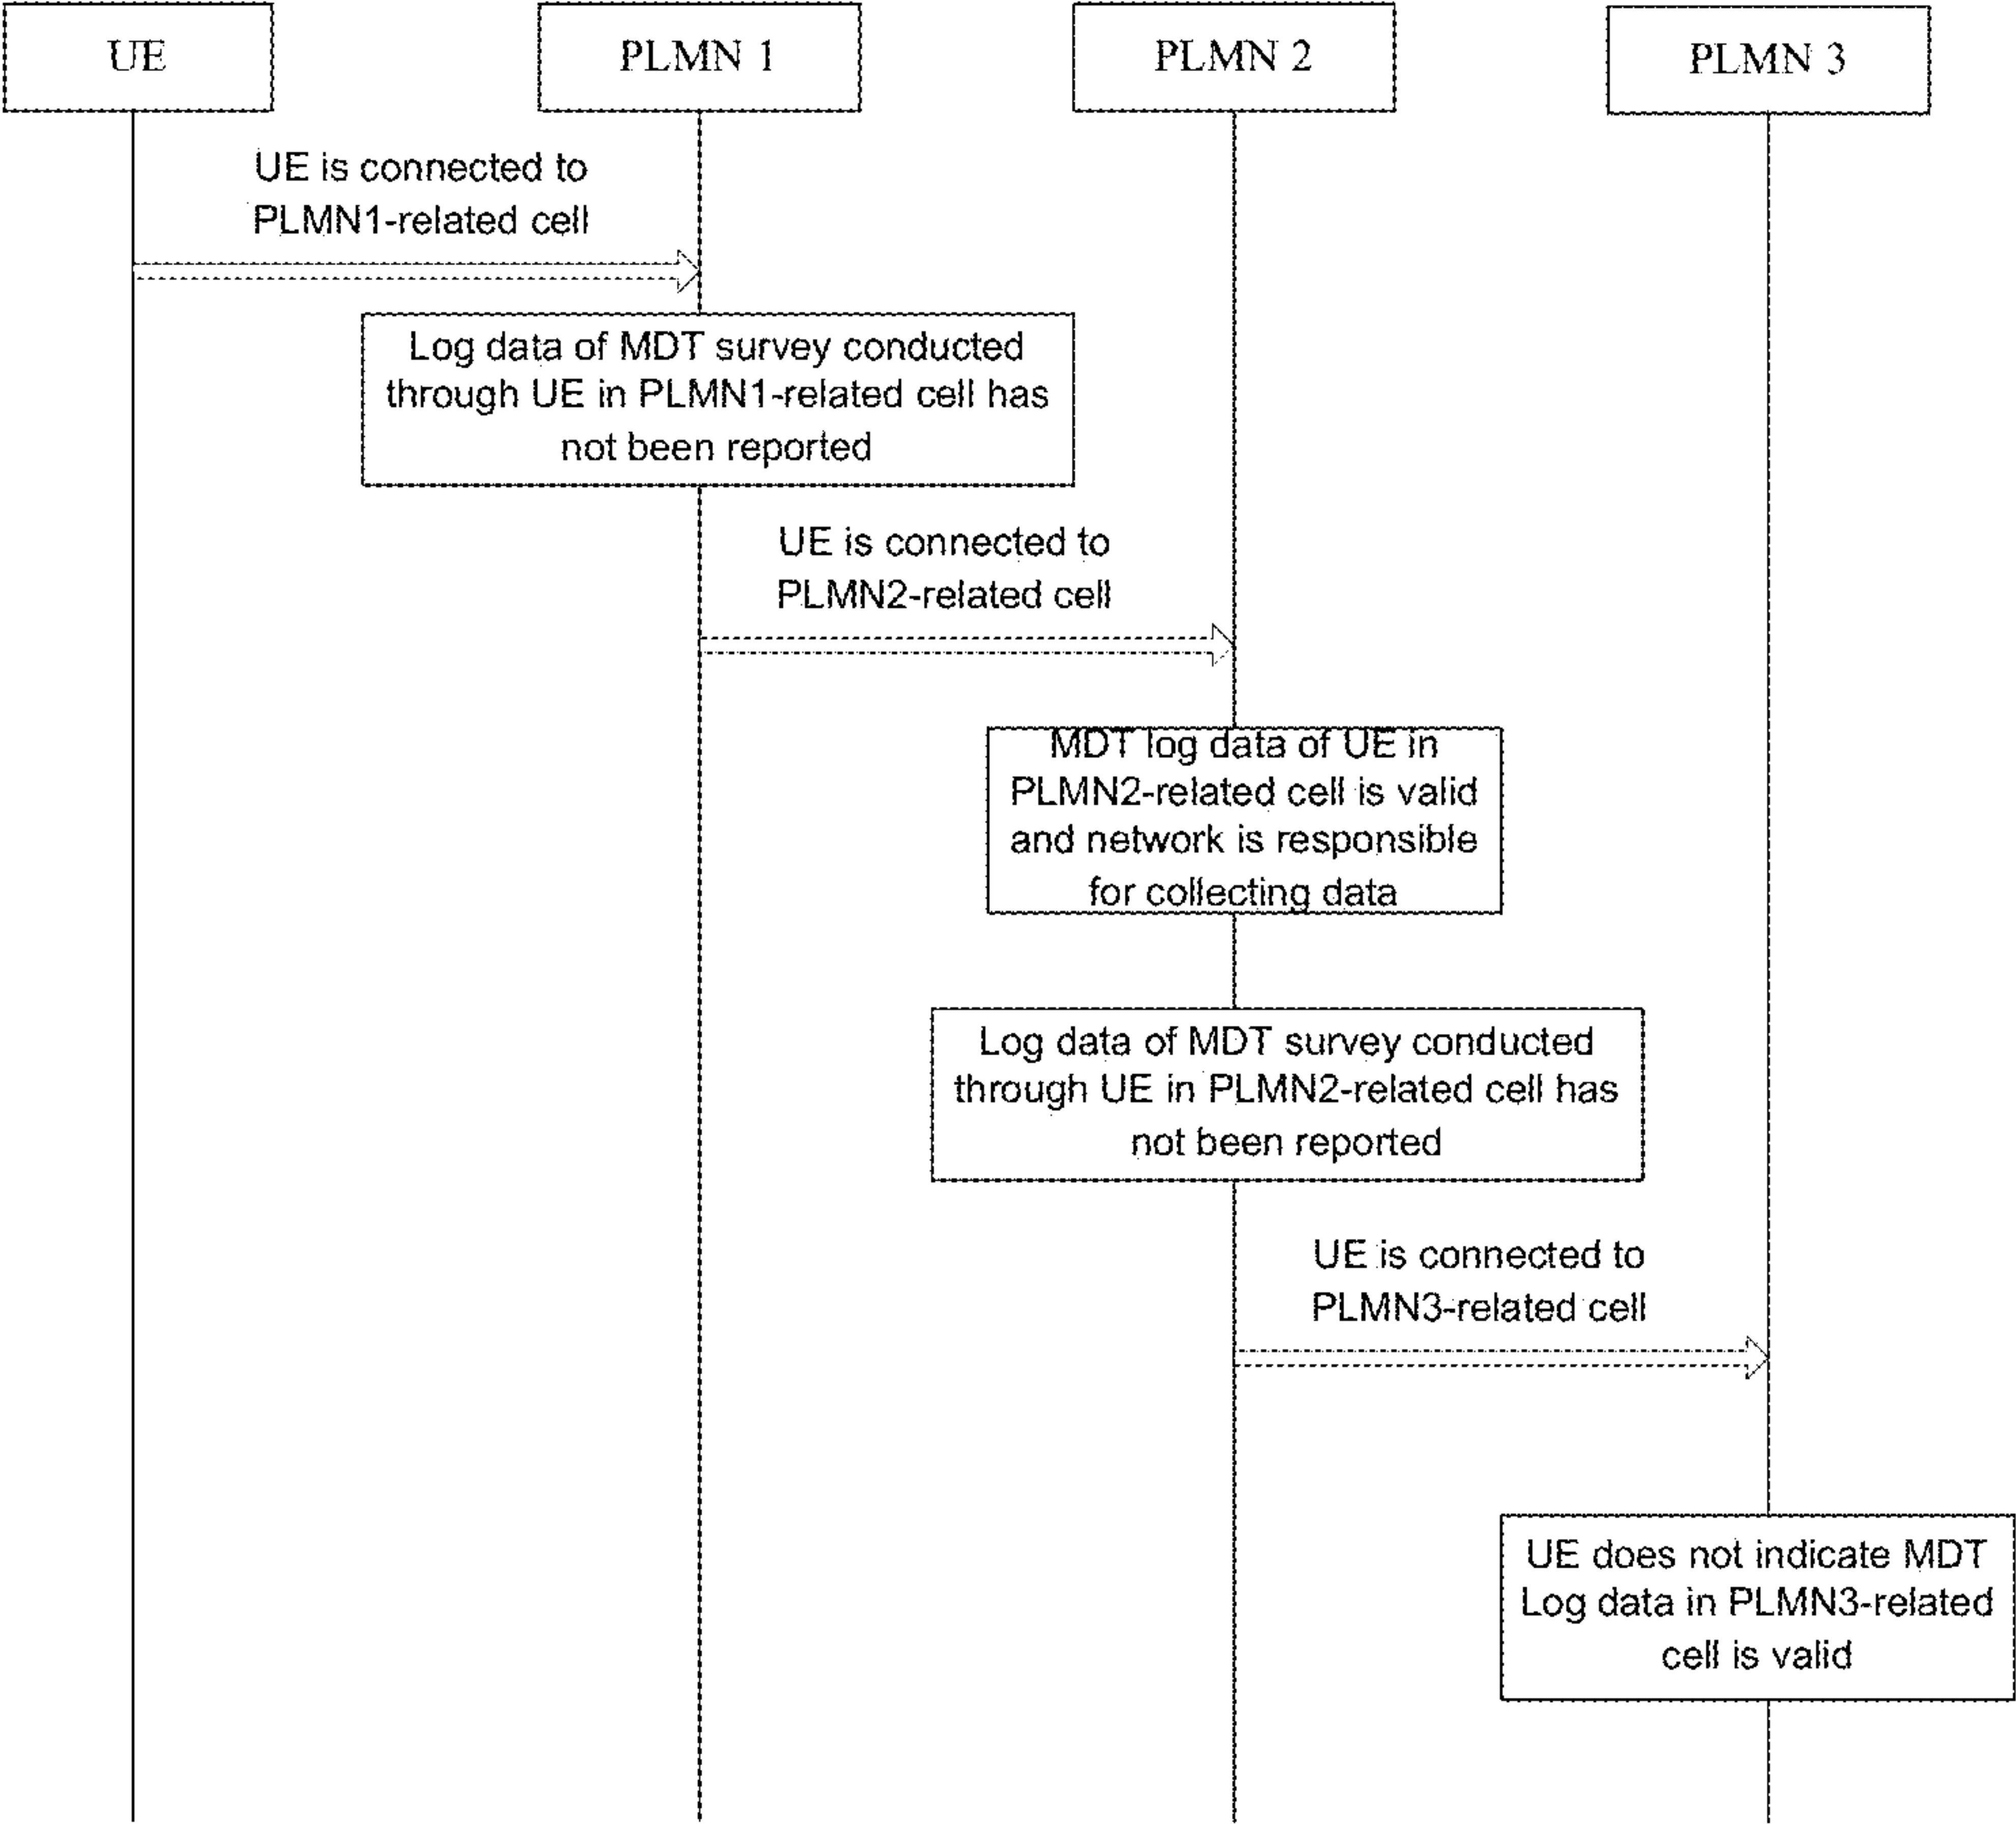 UE
PLMN 1
PLMN 2
PLMN 3
UE is connected to
PLMN1-related cell
Log data of MDT survey conducted
through UE in PLMN1-related cell has
not been reported
UE is connected to
PLMN2-related cell
MDT log data of UE in
PLMN2-related cell is valid
and network is responsible
for collecting data
Log data of MDT survey conducted
through UE in PLMN2-related cell has
not been reported
UE is connected to
PLMN3-related cell
UE does not indicate MDT
Log data in PLMN3-related
cell is valid